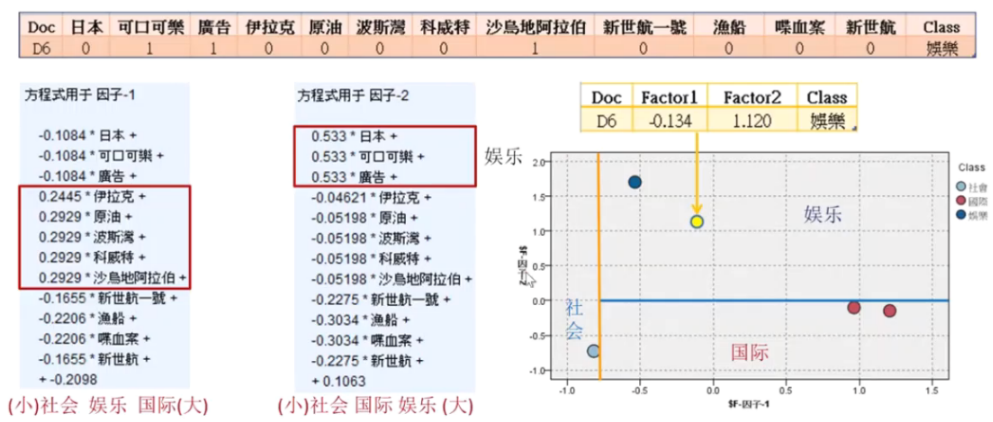 Doc 日本 可口可樂 廣告 伊拉克 原油 波斯灣 科威特 沙烏地阿拉伯 新世航一號 漁船 喋血案 新世航 Class
D6 0 1 1 0 0 0 0 1 0 0 0 0 娛樂
方程式用于 因子-1
-0.1084 * 日本 +
-0.1084 * 可口可樂 +
-0.1084 * 廣告 +
0.2445 * 伊拉克 +
0.2929 * 原油 +
0.2929 * 波斯灣 +
0.2929 * 科威特 +
0.2929 * 沙烏地阿拉伯 +
-0.1655 * 新世航一號 +
-0.2206 * 漁船 +
-0.2206 * 喋血案 +
-0.1655 * 新世航 +
+ -0.2098
(小)社会 娱乐 国际(大)
方程式用于 因子-2
0.533 * 日本 +
0.533 * 可口可樂 +
0.533 * 廣告 +
-0.04621 * 伊拉克 +
-0.05198 * 原油 +
-0.05198 * 波斯灣 +
-0.05198 * 科威特 +
-0.05198 * 沙烏地阿拉伯 +
-0.2275 * 新世航一號 +
-0.3034 * 漁船 +
-0.3034 * 喋血案 +
-0.2275 * 新世航 +
+ 0.1063
(小)社会 国际 娱乐 (大)
娱乐
Doc Factor1 Factor2 Class
D6 -0.134 1.120 娛樂
2.0
1.5
1.0
0.5
0.0
-0.5
-1.0
娱乐
社会
国际
-1.0 -0.5 0.0 0.5 1.0 1.5
$F-因子-1
Class
社會
國際
娛樂